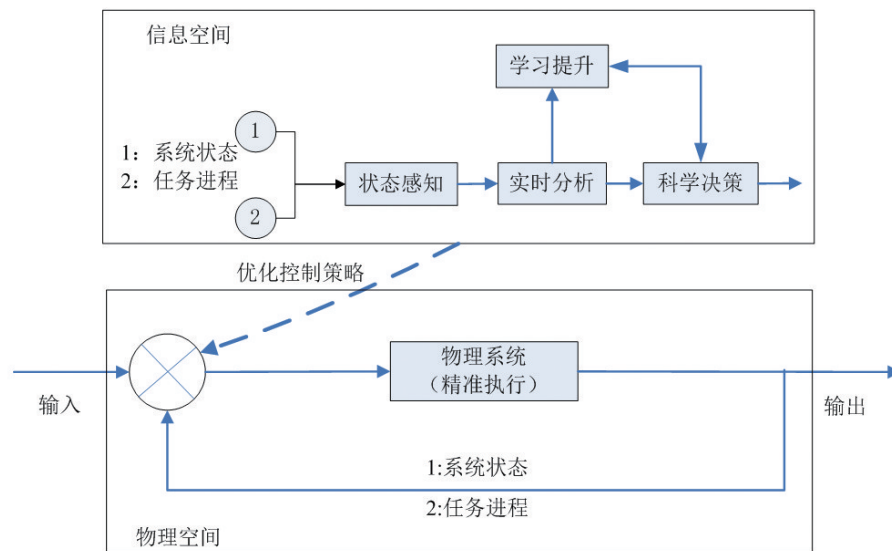 信息空间
学习提升
1
1：系统状态
2：任务进程
状态感知
实时分析
科学决策
2
优化控制策略
物理系统
（精准执行）
输入
输出
1:系统状态
2:任务进程
物理空间